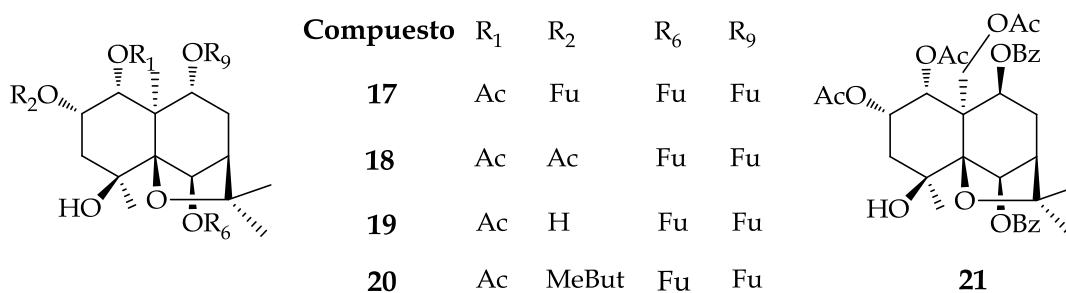 Compuesto R1 R2 R6 R9
17 Ac Fu Fu Fu
18 Ac Ac Fu Fu
19 Ac H Fu Fu
20 Ac MeBut Fu Fu
OR1
OR9
R2O
HO
O
OR6
OAc
OAc
OBz
AcO
HO
O
OBz
21